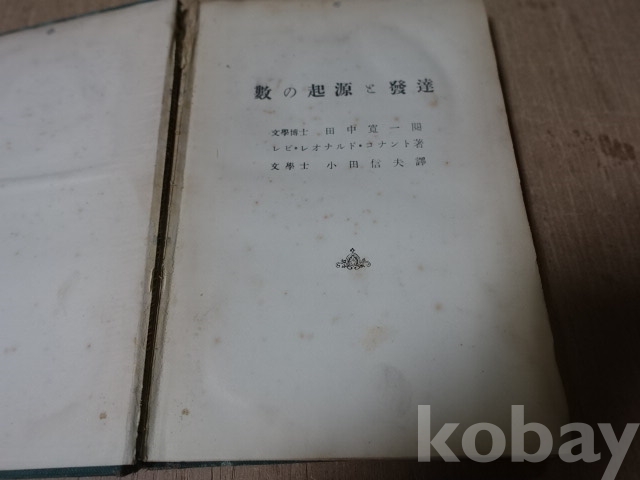 數の起源と發達
文學博士 田中寛一閲
レビ・レオナルド・コナント著
文學士 小田信夫譯
kobay